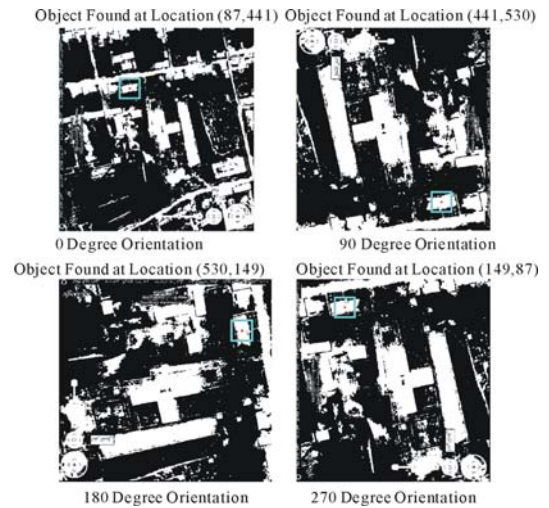 Object Found at Location (87,441)
Object Found at Location (441,530)
0 Degree Orientation
90 Degree Orientation
Object Found at Location (530,149)
Object Found at Location (149,87)
180 Degree Orientation
270 Degree Orientation